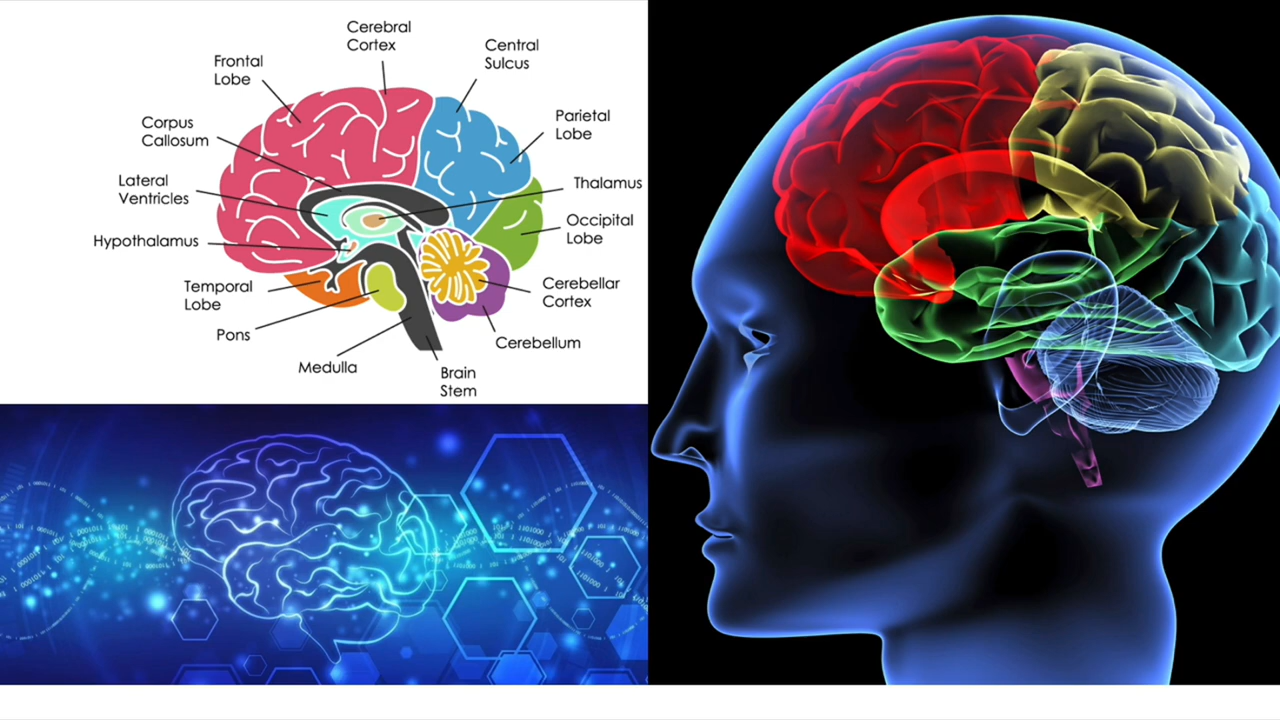 Cerebral
Cortex
Central
Sulcus
Frontal
Lobe
Parietal
Lobe
Corpus
Callosum
Thalamus
Lateral
Ventricles
Occipital
Lobe
Hypothalamus
Temporal
Lobe
Cerebellar
Cortex
Pons
Cerebellum
Medulla
Brain
Stem